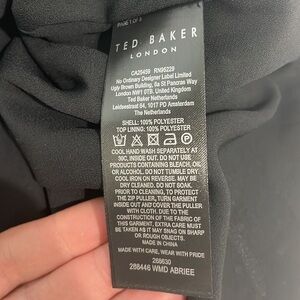 PAGE 1 OF 5
TED BAKER
LONDON
CA25459 RN96229
No Ordinary Designer Label Limited
Ugly Brown Building, 6a St Pancras Way
London NW1 0TB. United Kingdom
Ted Baker Netherlands
Leidsestraat 64, 1017 PD Amsterdam
The Netherlands
SHELL: 100% POLYESTER
TOP LINING: 100% POLYESTER
COOL HAND WASH SEPARATELY AT
30C, INSIDE OUT. DO NOT USE
PRODUCTS CONTAINING BLEACH, OIL
OR ALCOHOL. DO NOT TUMBLE DRY.
COOL IRON ON REVERSE. MAY BE
DRY CLEANED. DO NOT SOAK.
PRIOR TO CLEANING, TO PROTECT
THE ZIP PULLER, TURN GARMENT
INSIDE OUT AND COVER THE PULLER
WITH CLOTH. DUE TO THE
CONSTRUCTION OF THE FABRIC OF
THIS GARMENT, EXTRA CARE MUST
BE TAKEN AS IT MAY SNAG ON SHARP
OR ROUGH OBJECTS.
MADE IN CHINA
MADE WITH CARE, WEAR WITH PRIDE
268630
288446 WMD ABRIEE